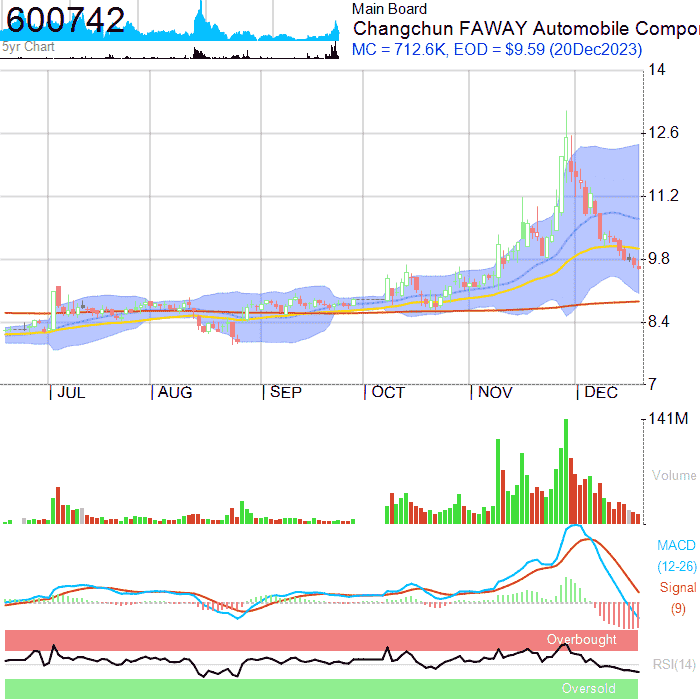 600742
Main Board
Changchun FAWAY Automobile Compo
5yr Chart
MC = 712.6K, EOD = $9.59 (20Dec2023)
14
12.6
11.2
9.8
8.4
7
JUL AUG SEP OCT NOV DEC
141M
Volume
MACD
(12-26)
Signal
(9)
Overbought
RSI(14)
Oversold